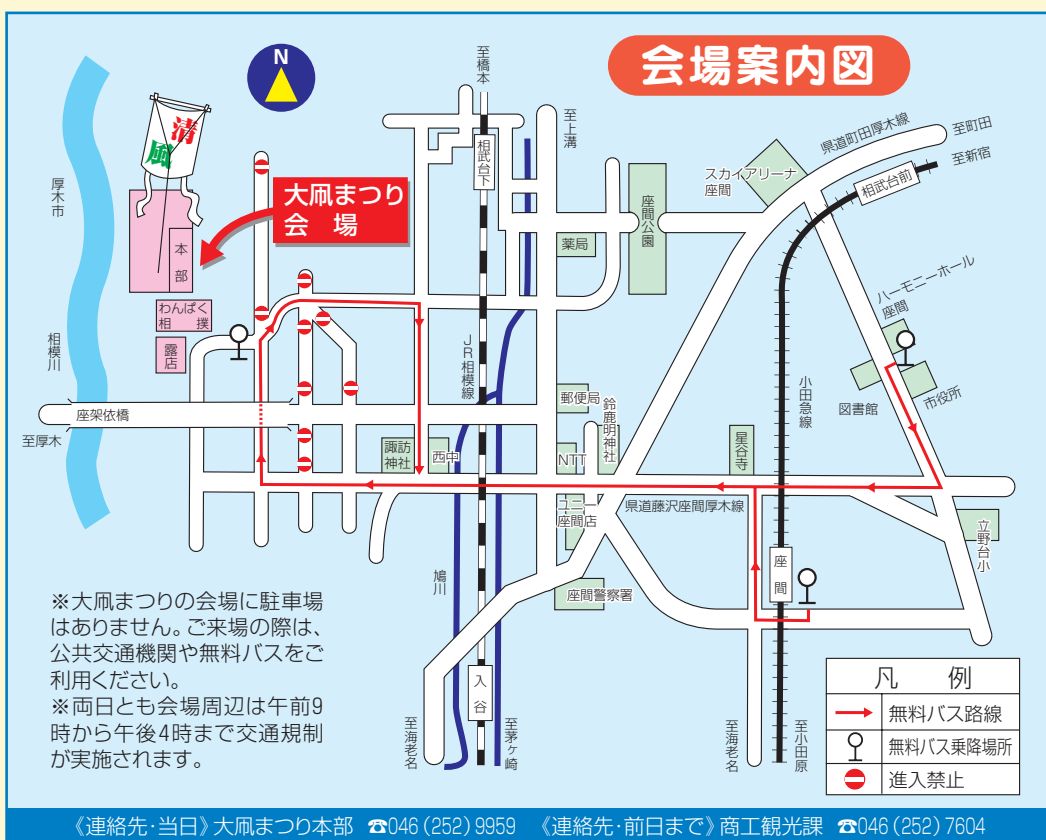 会場案内図
N
清
風
厚木市
相模川
本部
大凧まつり
会 場
わんぱく
相 撲
露店
座架依橋
至厚木
至橋本
相武台下
至上溝
薬局
座間公園
スカイアリーナ
座間
県道町田厚木線
至町田
至新宿
相武台前
ハーモニーホール
座間
図書館
市役所
JR相模線
郵便局
鈴鹿明神社
小田急線
星谷寺
諏訪
神社
西中
NTT
ユニー
座間店
県道藤沢座間厚木線
立野台小
鳩川
座間警察署
座間
入谷
至海老名
至茅ヶ崎
至海老名
至小田原
※大凧まつりの会場に駐車場
はありません。ご来場の際は、
公共交通機関や無料バスをご
利用ください。
※両日とも会場周辺は午前9
時から午後4時まで交通規制
が実施されます。
凡 例
無料バス路線
無料バス乗降場所
進入禁止
《連絡先・当日》大凧まつり本部 ☎046(252)9959 《連絡先・前日まで》商工観光課 ☎046(252)7604